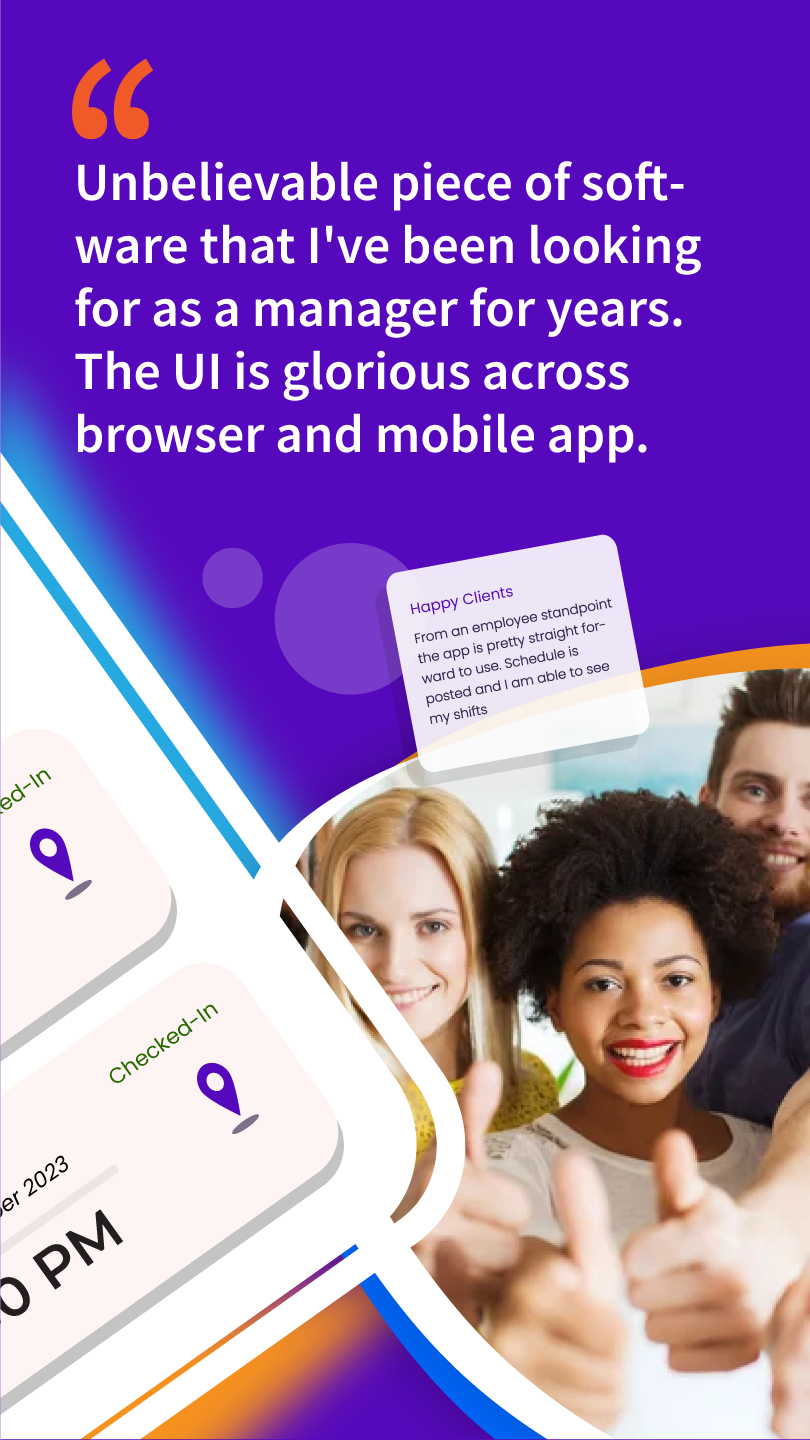 “
Unbelievable piece of soft-
ware that I've been looking
for as a manager for years.
The UI is glorious across
browser and mobile app.
Happy Clients
From an employee standpoint
the app is pretty straight for-
ward to use. Schedule is
posted and I am able to see
my shifts
Checked-In
2023
PM